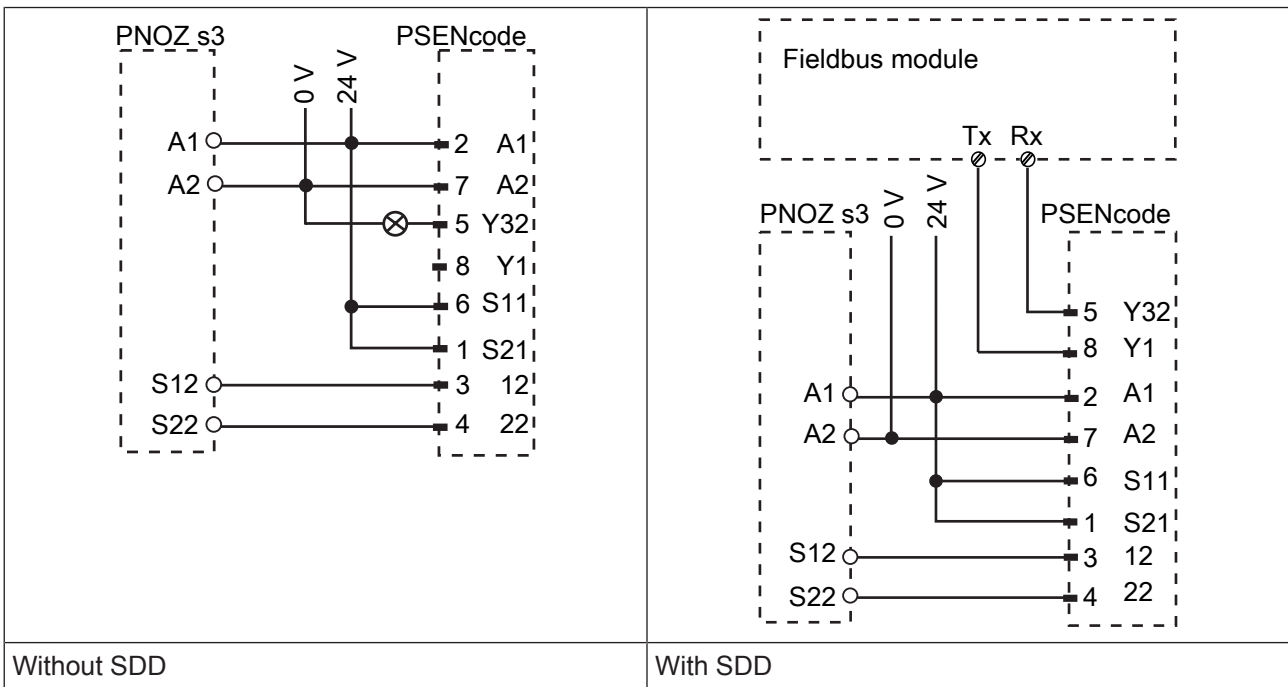 PNOZ s3 PSENcode
0 V 24 V
A1 2 A1
A2 7 A2
5 Y32
8 Y1
6 S11
1 S21
S12 3 12
S22 4 22
Without SDD
Fieldbus module
Tx Rx
PNOZ s3 0 V 24 V PSENcode
5 Y32
8 Y1
A1 2 A1
A2 7 A2
6 S11
1 S21
S12 3 12
S22 4 22
With SDD